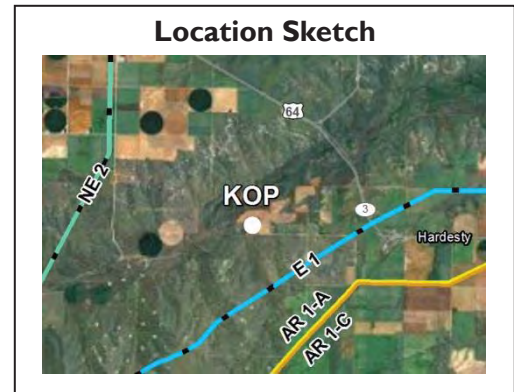 Location Sketch
64
NE 2
KOP
3
E 1
Hardesty
AR 1-A
AR 1-C